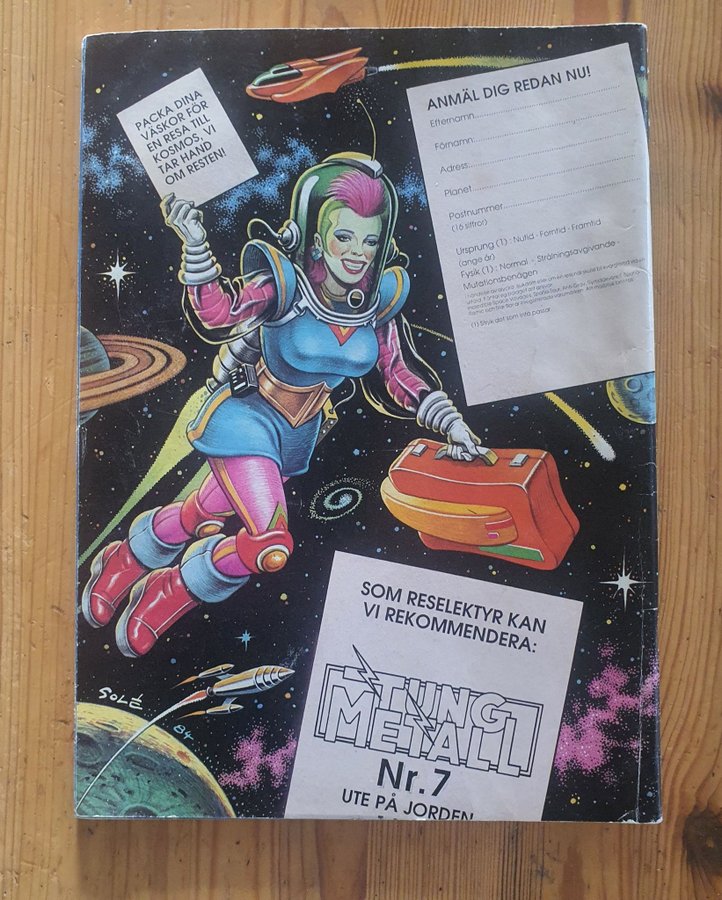 PACKA DINA
VÄSKOR FÖR
EN RESA TILL
KOSMOS, VI
TAR HAND
OM RESTEN!
ANMÄL DIG REDAN NU!
Efternamn
Förnamn:
Adress
Planet
Postnummer
(16 siffror)
Ursprung (1) : Nutid - Forntid - Framtid
(ange år)
Fysik (1) : Normal - Strålningsavgivande -
Mutationbenägen
(1) Stryk det som inte passar
SOM RESELEKTYR KAN
VI REKOMMENDERA:
TUNG
METALL
Nr.7
UTE PÅ JORDEN
SOLÉ
84